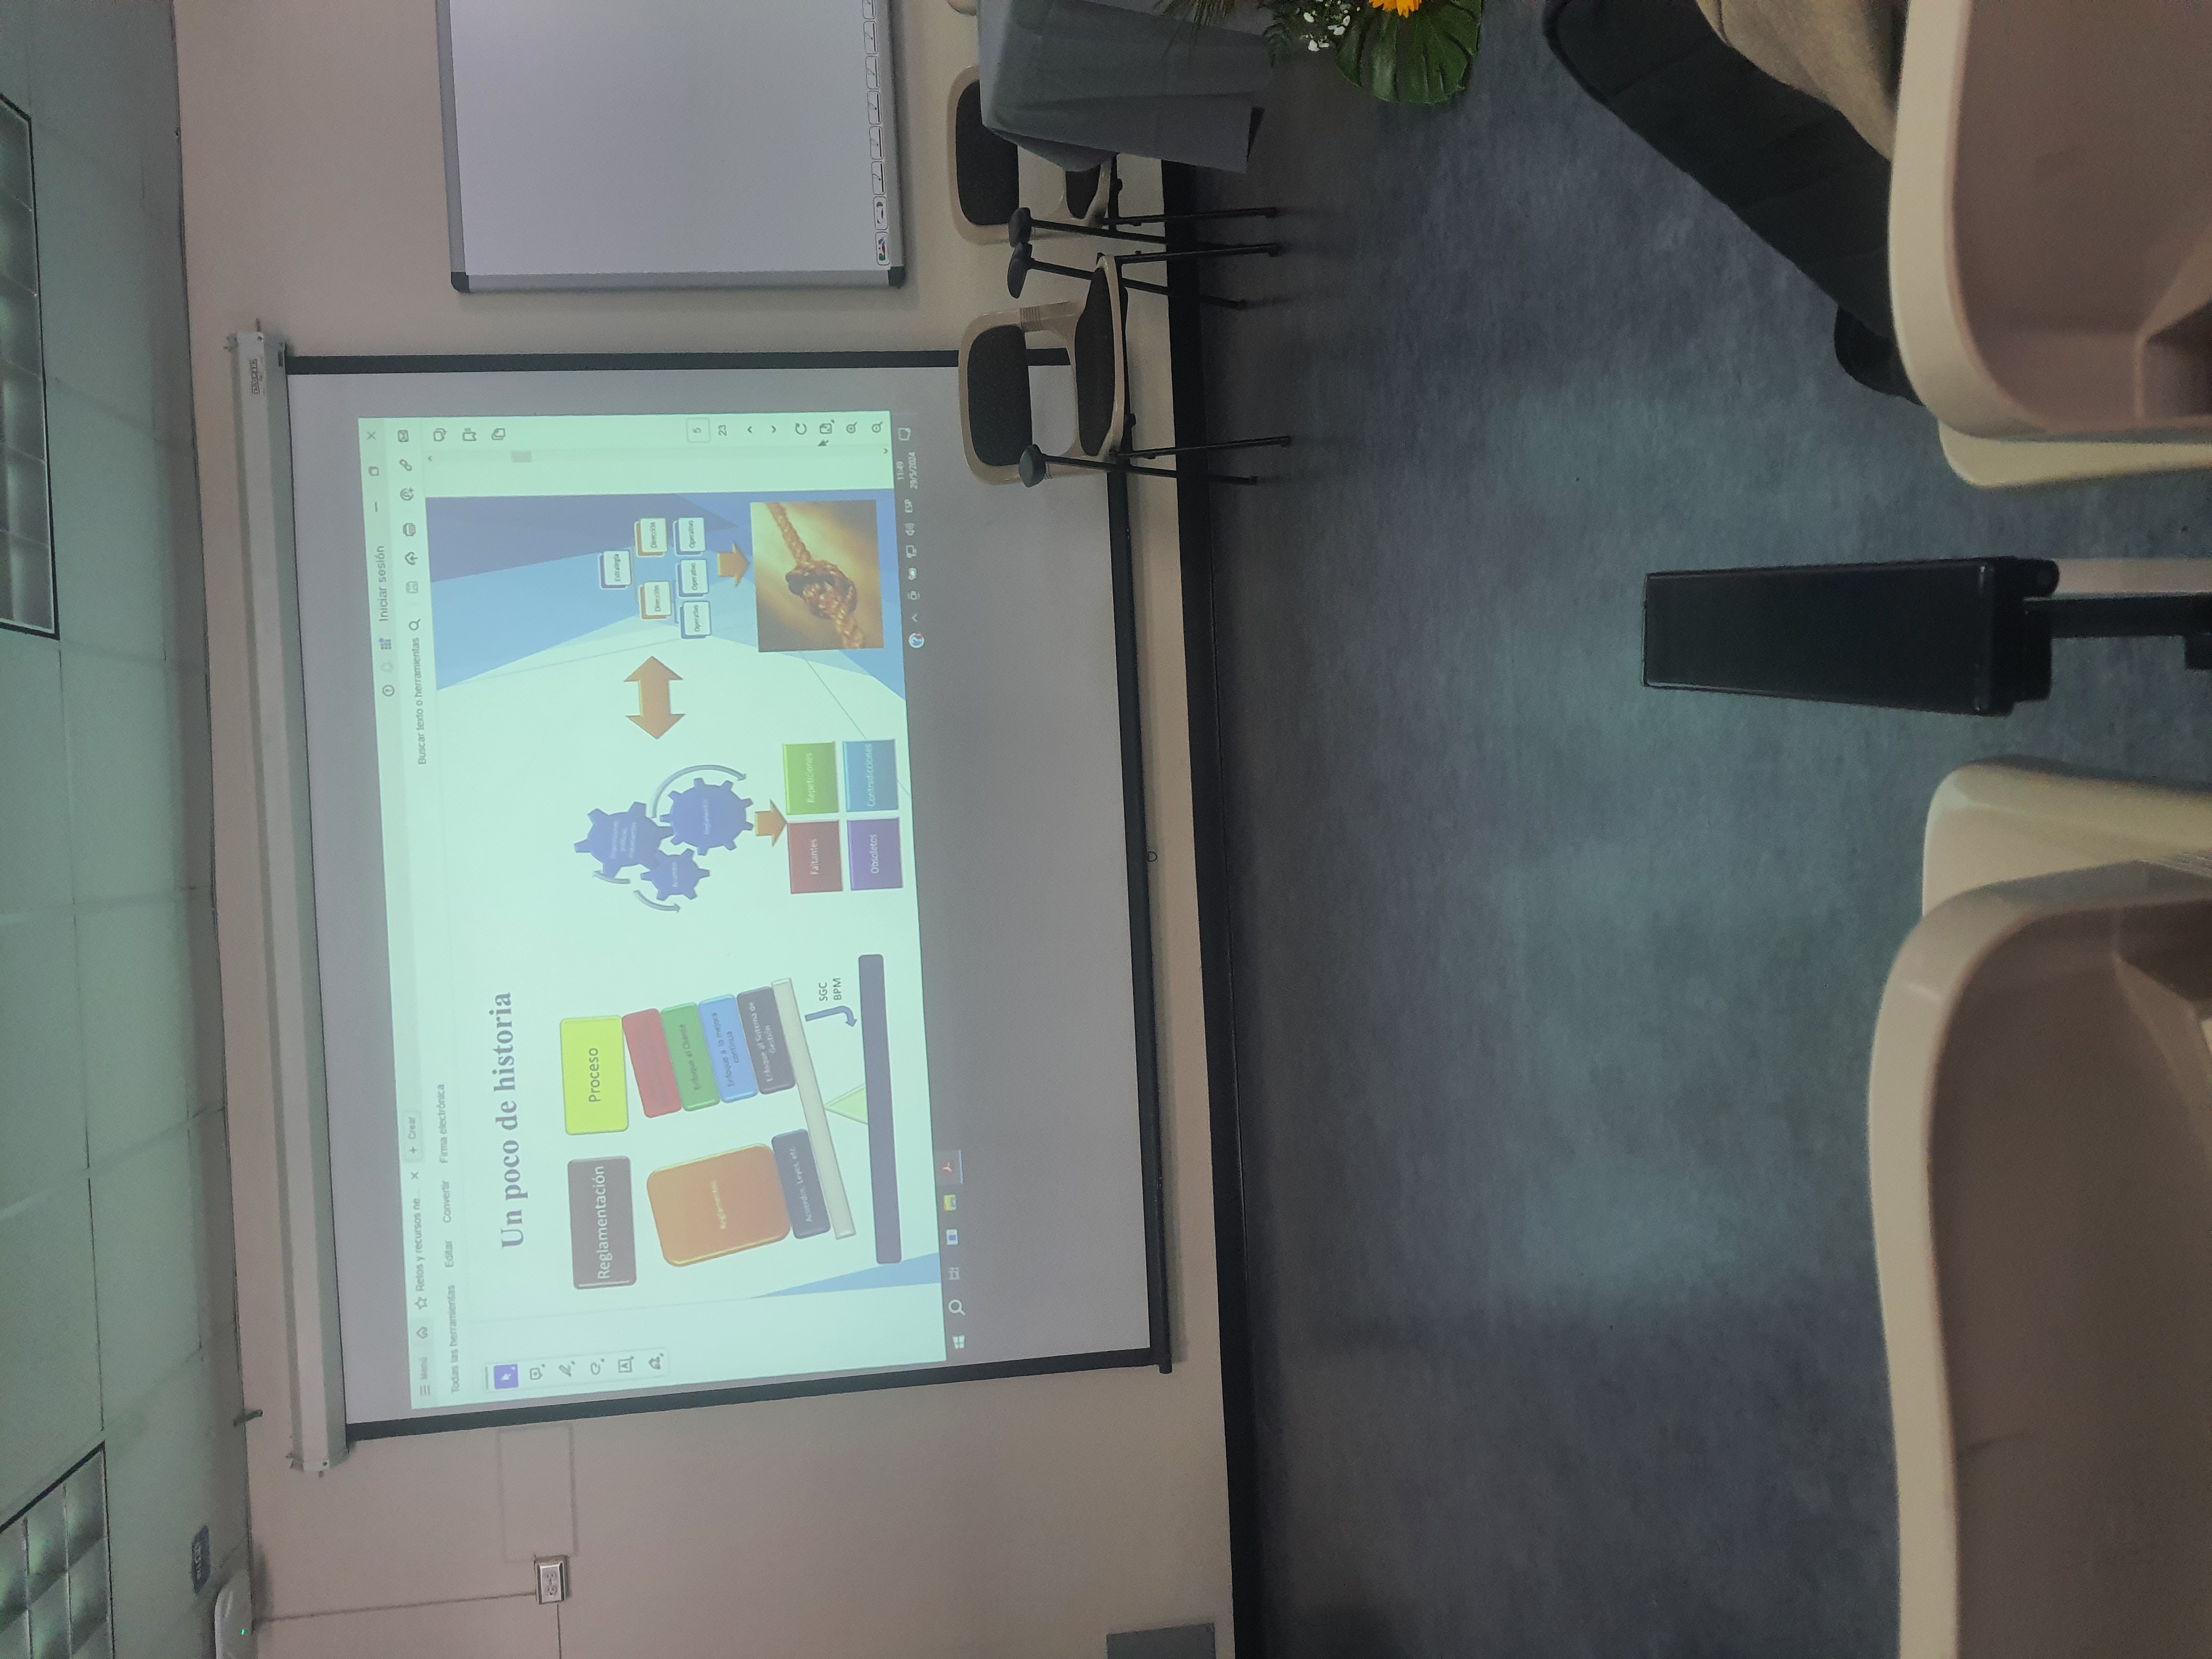 Iniciar sesión
Menú
Retos y recursos ne...
+ Crear
Buscar texto o herramientas
Todas las herramientas
Editar
Convertir
Firma electrónica
Un poco de historia
Reglamentación
Proceso
Reglamentos
Acuerdos, Leyes, etc.
Enfoque al Cliente
Enfoque a la mejora
continua
Enfoque al Sistema de
Gestión
SGC
BPM
Acuerdos
Reglamentos
Faltantes
Repeticiones
Obsoletos
Contradicciones
Estrategia
Dirección
Dirección
Operativo
Operativo
Operativo
5
23
ESP
11:49
29/5/2024